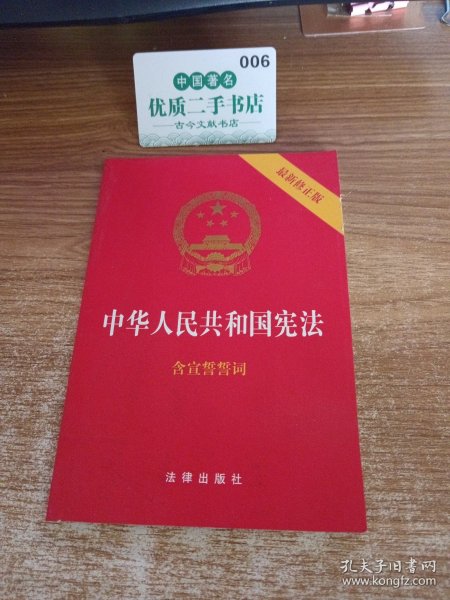 006
中国著名
优质二手书店
古今文献书店
最新修正版
中华人民共和国宪法
含宣誓誓词
法律出版社
孔夫子旧书网
www.kongfz.com